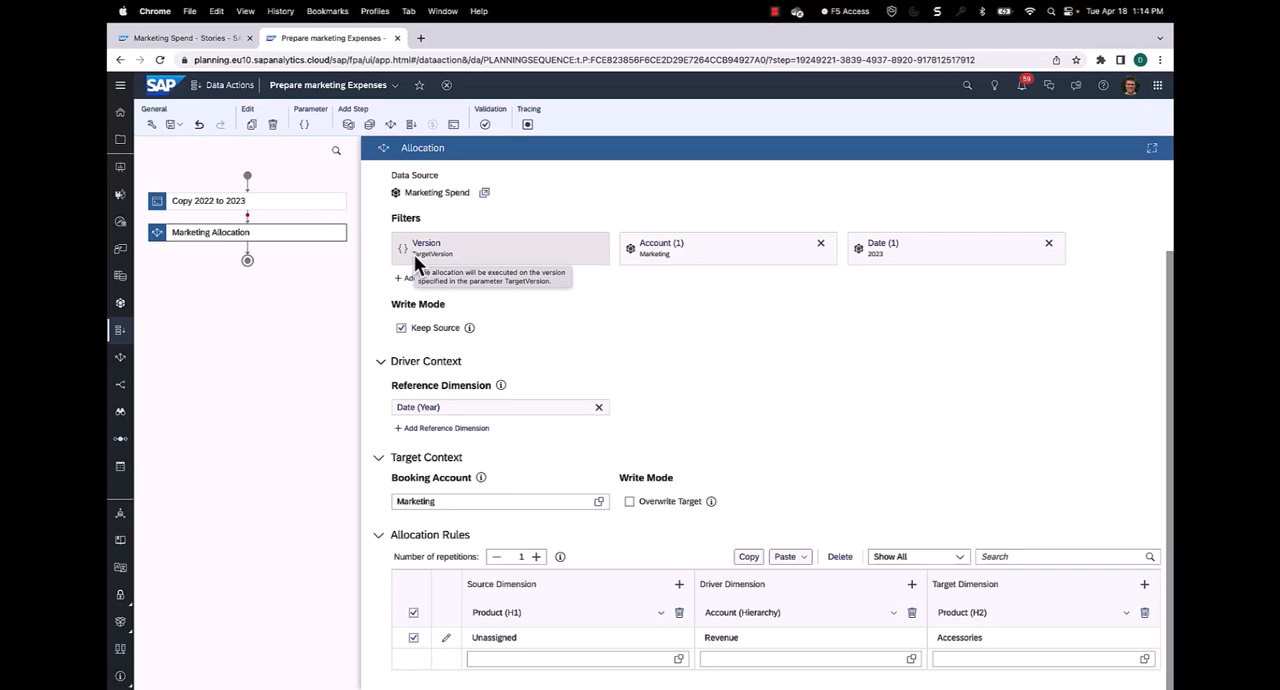 Chrome File Edit View History Bookmarks Profiles Tab Window Help F5 Access Tue Apr 18 1:14 PM
Marketing Spend - Stories - SA Prepare marketing Expenses -
planning.eu10.sapanalytics.cloud/sap/fpa/ui/app.html#/dataaction&/da/PLANNINGSEQUENCE:t.P:FCE823856F6CE2D29E7264CCB94927A0/?step=19249221-3839-4937-8920-917812517912
D
SAP Data Actions Prepare marketing Expenses 59
General Edit Parameter Add Step Validation Tracing
Allocation
Copy 2022 to 2023
Marketing Allocation
Data Source
Marketing Spend
Filters
Version
TargetVersion
Account (1)
Marketing
Date (1)
2023
allocation will be executed on the version
specified in the parameter TargetVersion.
Write Mode
Keep Source
Driver Context
Reference Dimension
Date (Year)
+ Add Reference Dimension
Target Context
Booking Account Write Mode
Marketing Overwrite Target
Allocation Rules
Number of repetitions: 1 Copy Paste Delete Show All Search
Source Dimension Driver Dimension Target Dimension
Product (H1) Account (Hierarchy) Product (H2)
Unassigned Revenue Accessories